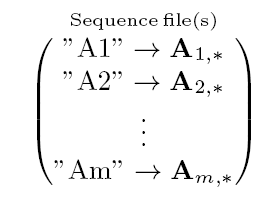 Sequence file(s)
"A1" → A₁,∗
"A2" → A₂,∗
⋮
"Am" → Aₘ,∗